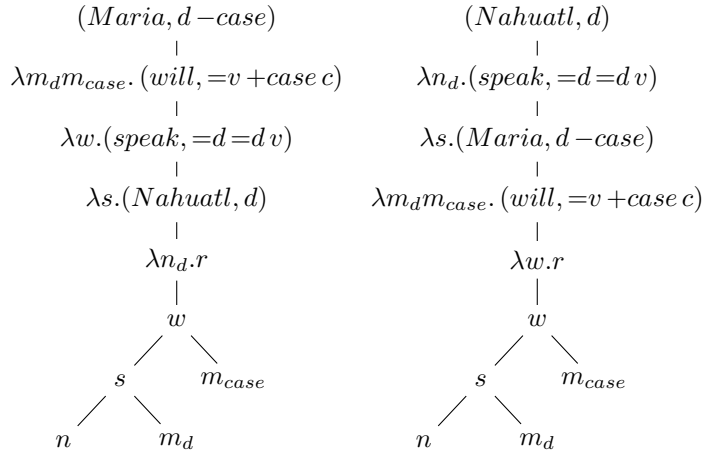 (Maria, d −case)
λm_d m_case. (will, =v +case c)
λw.(speak, =d =d v)
λs.(Nahuatl, d)
λn_d.r
w
s m_case
n m_d
(Nahuatl, d)
λn_d.(speak, =d =d v)
λs.(Maria, d −case)
λm_d m_case. (will, =v +case c)
λw.r
w
s m_case
n m_d